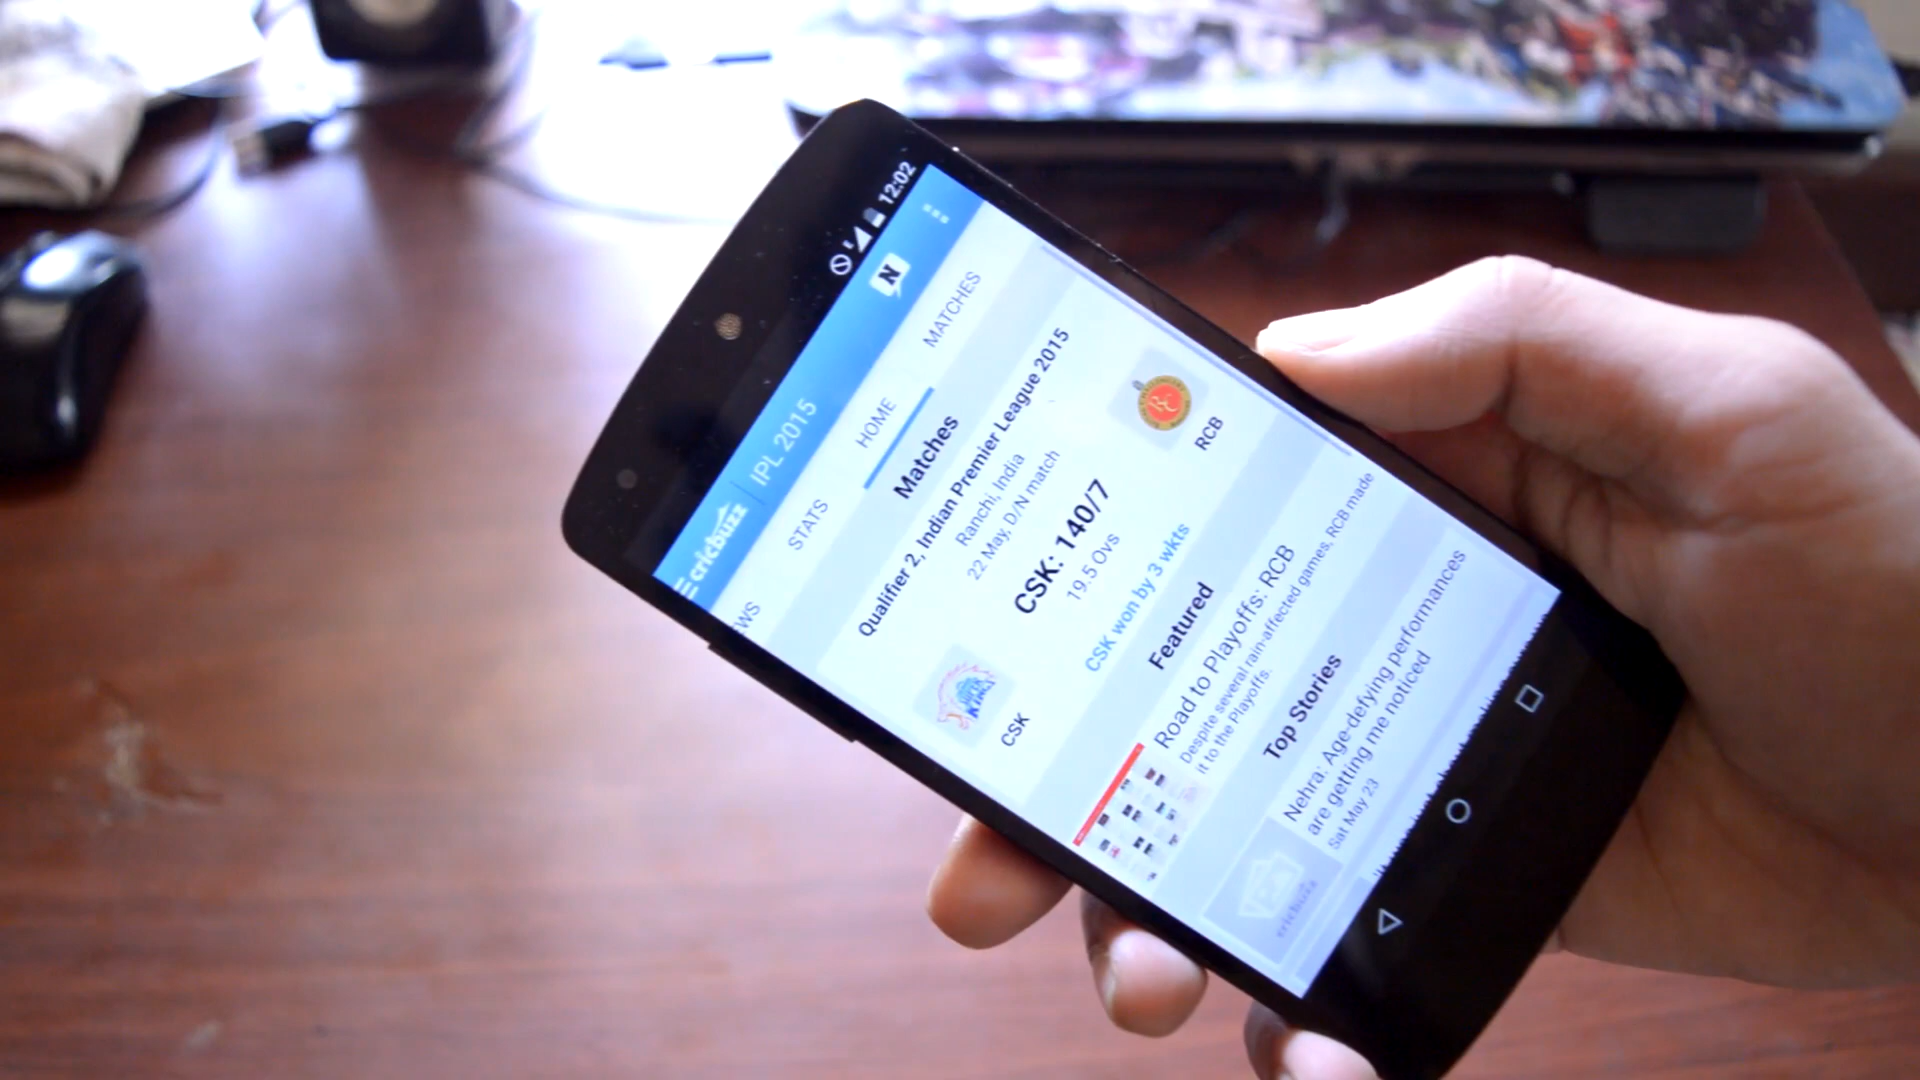 12:02
cricbuzz | IPL 2015
N
STATS HOME MATCHES
Matches
Qualifier 2, Indian Premier League 2015
Ranchi, India
22 May, D/N match
CSK: 140/7
19.5 Ovs
CSK
RCB
CSK won by 3 wkts
Featured
Road to Playoffs: RCB
Despite several rain-affected games, RCB made
it to the Playoffs.
Top Stories
Nehra: Age-defying performances
are getting me noticed
Sat May 23
cricbuzz